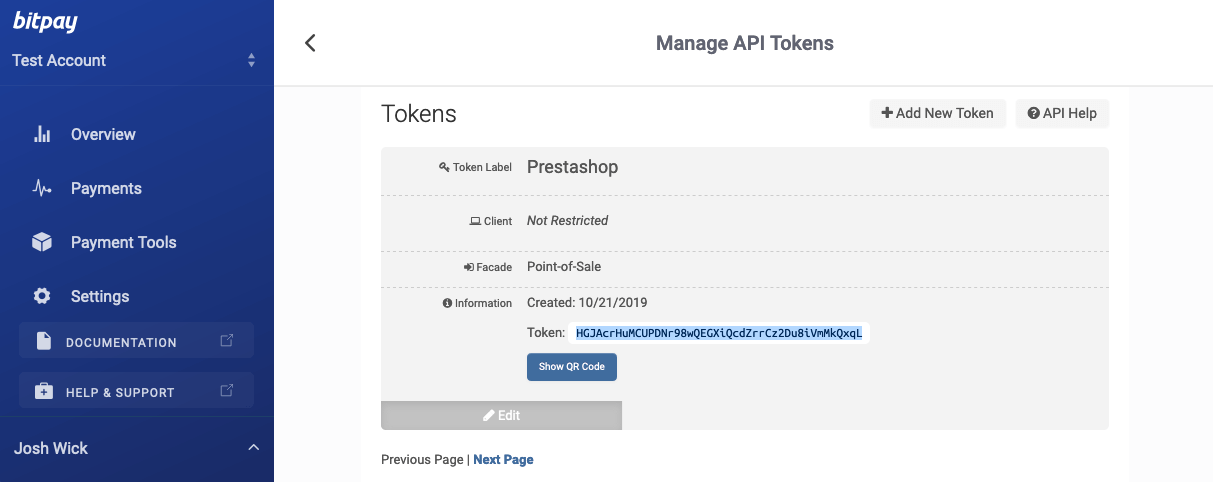 bitpay
Test Account
Overview
Payments
Payment Tools
Settings
DOCUMENTATION
HELP & SUPPORT
Josh Wick
Manage API Tokens
Tokens
Add New Token
API Help
Token Label Prestashop
Client Not Restricted
Facade Point-of-Sale
Information Created: 10/21/2019
Token: HGJAcrHuMCUPDNr98wQEGXiQcdZrrCz2Du8iVmMkQxqL
Show QR Code
Edit
Previous Page | Next Page